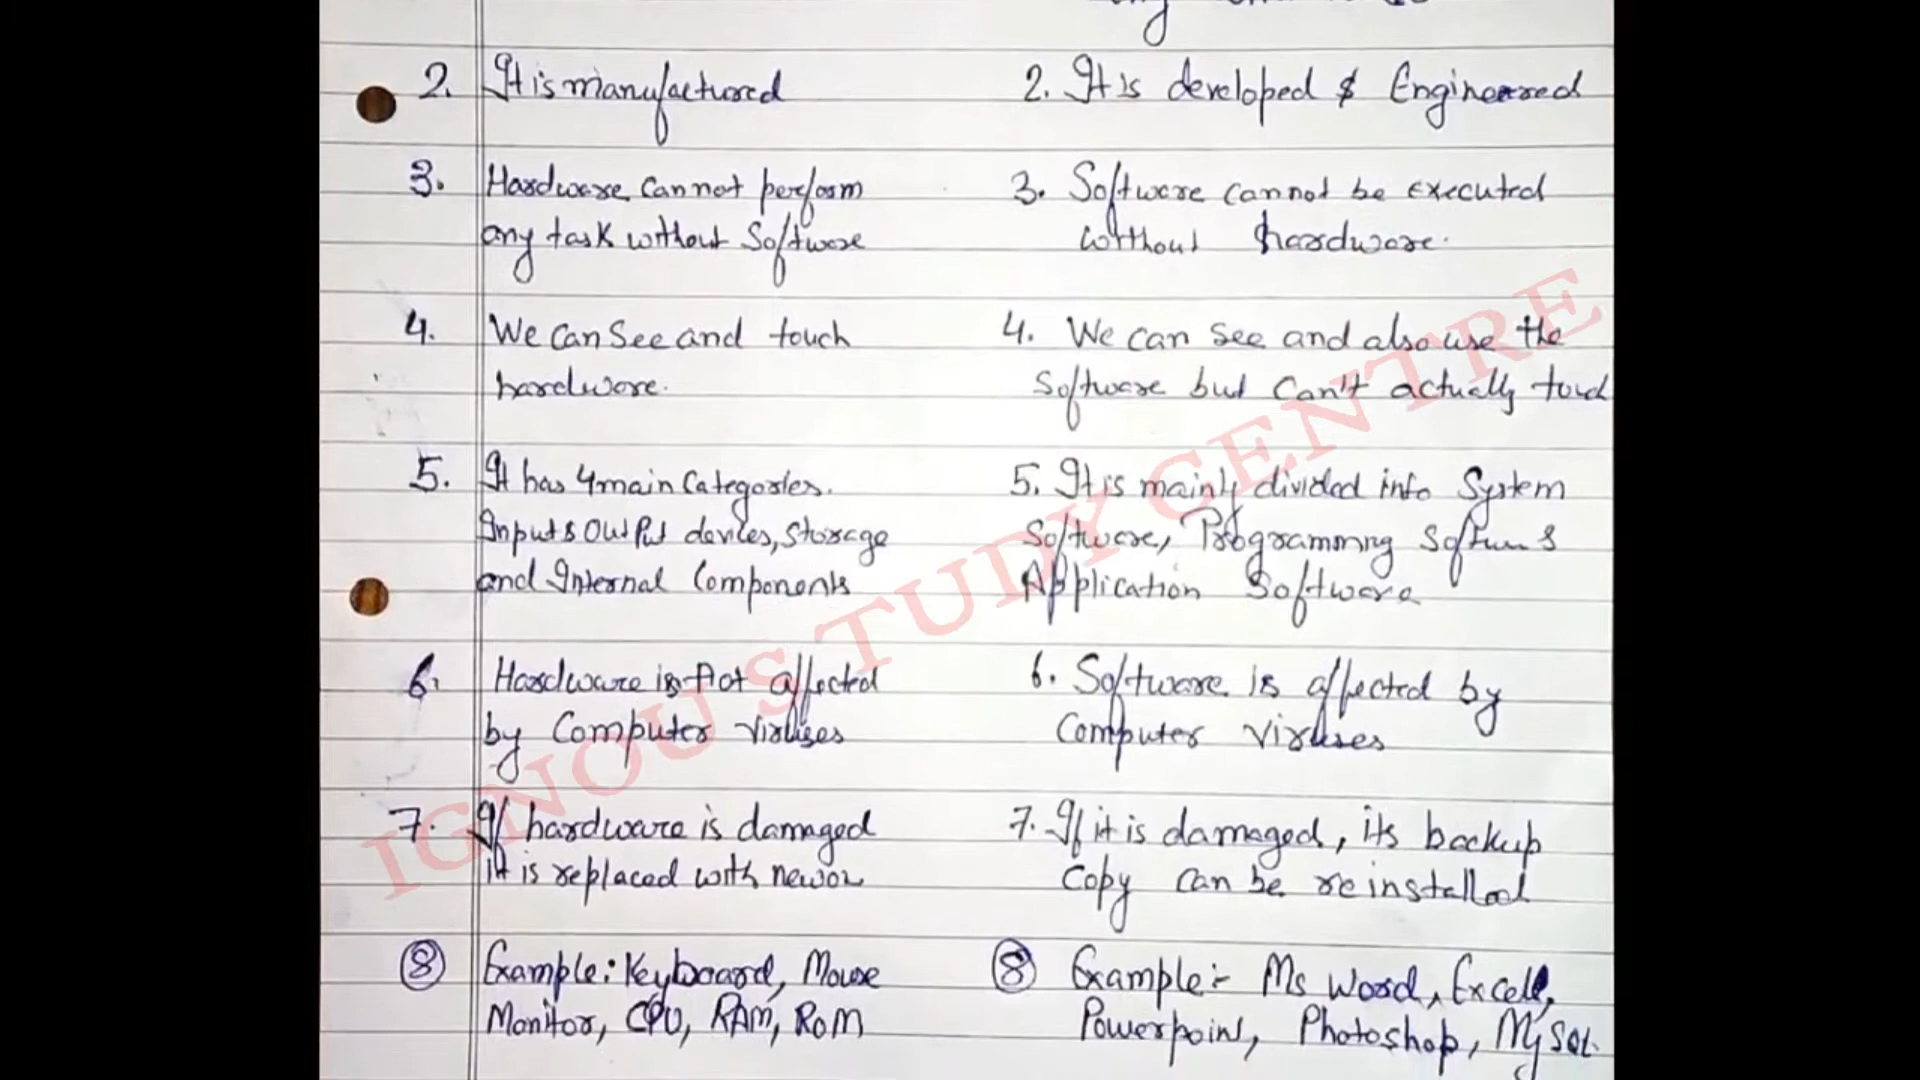 2. It is manufactured
2. It is developed & Engineered
3. Hardware cannot perform
any task without Software
3. Software cannot be executed
without hardware.
4. We can See and touch
hardware.
4. We can see and also use the
Software but can't actually touch
5. It has 4 main Categories.
Input & Output devices, Storage
and Internal Components
5. It is mainly divided into System
Software, Programming Software &
Application Software
6. Hardware is not affected
by Computer viruses
6. Software is affected by
Computer viruses
7. If hardware is damaged
it is replaced with new one
7. If it is damaged, its backup
Copy can be reinstalled
8 Example: Keyboard, Mouse
Monitor, CPU, RAM, ROM
8 Example:- Ms Word, Excel,
Powerpoint, Photoshop, MySQL.
IGNOU STUDY CENTRE